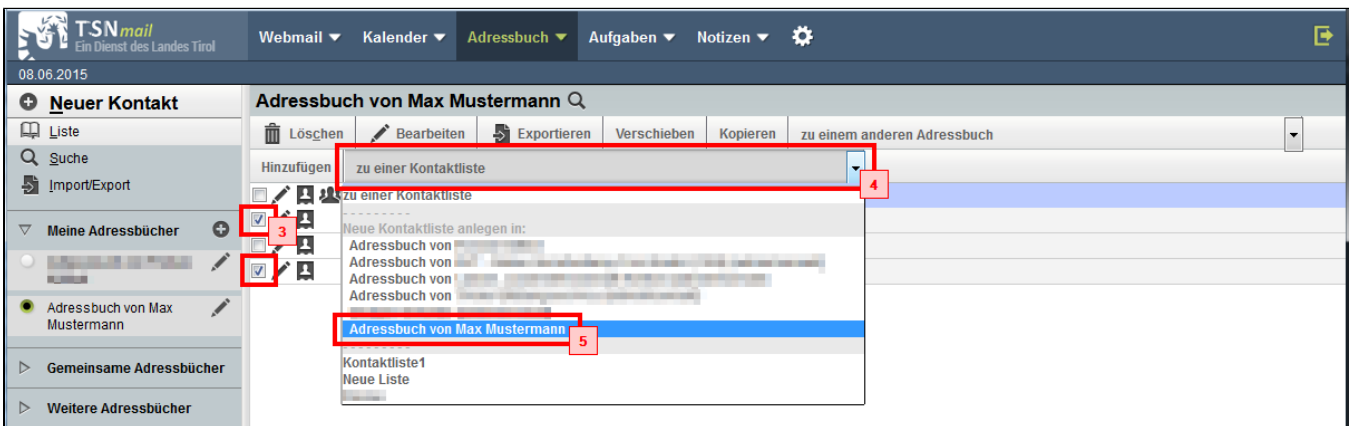 TSNmail
Ein Dienst des Landes Tirol
Webmail Kalender Adressbuch Aufgaben Notizen
08.06.2015
Neuer Kontakt
Liste
Suche
Import/Export
Meine Adressbücher
Adressbuch von Max
Mustermann
Gemeinsame Adressbücher
Weitere Adressbücher
Adressbuch von Max Mustermann
Löschen Bearbeiten Exportieren Verschieben Kopieren zu einem anderen Adressbuch
Hinzufügen zu einer Kontaktliste
4
zu einer Kontaktliste
3
---------
Neue Kontaktliste anlegen in:
Adressbuch von
Adressbuch von
Adressbuch von
Adressbuch von
Adressbuch von Max Mustermann
5
---------
Kontaktliste1
Neue Liste